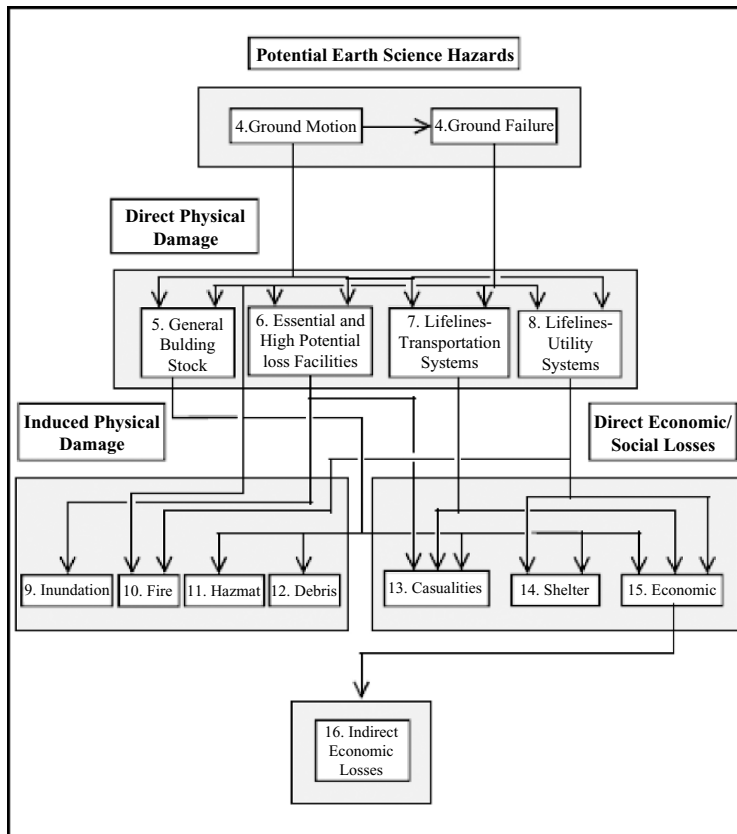 Potential Earth Science Hazards
4.Ground Motion
4.Ground Failure
Direct Physical
Damage
5. General
Bulding
Stock
6. Essential and
High Potential
loss Facilities
7. Lifelines-
Transportation
Systems
8. Lifelines-
Utility
Systems
Induced Physical
Damage
Direct Economic/
Social Losses
9. Inundation
10. Fire
11. Hazmat
12. Debris
13. Casualities
14. Shelter
15. Economic
16. Indirect
Economic
Losses